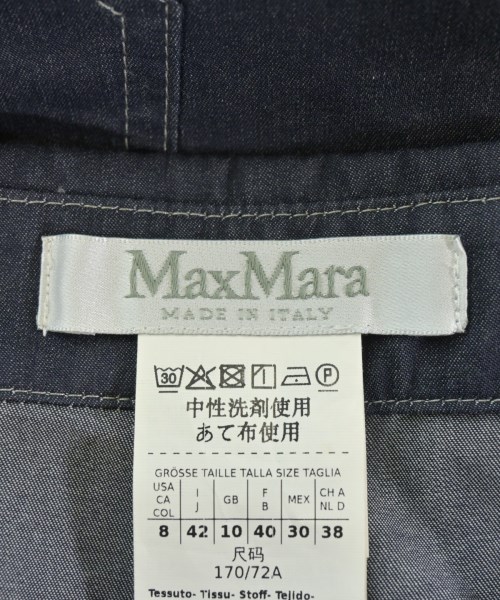 MaxMara
MADE IN ITALY
30 P
中性洗剤使用
あて布使用
GRÖSSE TAILLE TALLA SIZE TAGLIA
USA CA COL I J GB F B MEX CH A NL D
8 42 10 40 30 38
尺码
170/72A
Tessuto- Tissu- Stoff- Tejido-